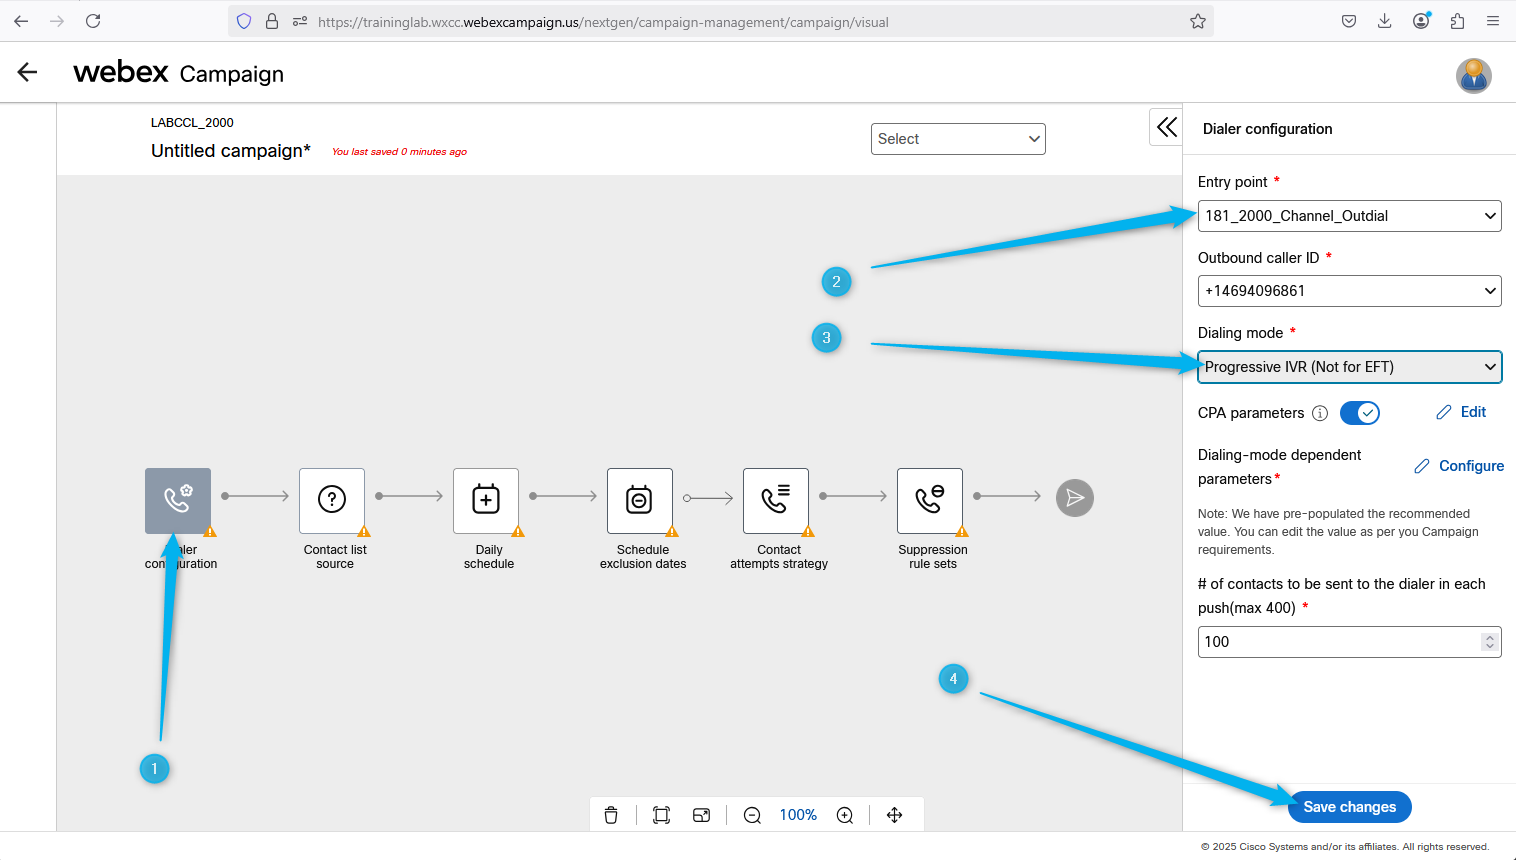 https://traininglab.wxcc.webexcampaign.us/nextgen/campaign-management/campaign/visual
webex Campaign
LABCCL_2000
Untitled campaign*
You last saved 0 minutes ago
Select
Dialer configuration
Entry point *
181_2000_Channel_Outdial
Outbound caller ID *
+14694096861
Dialing mode *
Progressive IVR (Not for EFT)
CPA parameters
Edit
Dialing-mode dependent
parameters*
Configure
Note: We have pre-populated the recommended
value. You can edit the value as per you Campaign
requirements.
# of contacts to be sent to the dialer in each
push(max 400) *
100
Save changes
2
3
Contact list
source
Daily
schedule
Schedule
exclusion dates
Contact
attempts strategy
Suppression
rule sets
4
1
100%
© 2025 Cisco Systems and/or its affiliates. All rights reserved.